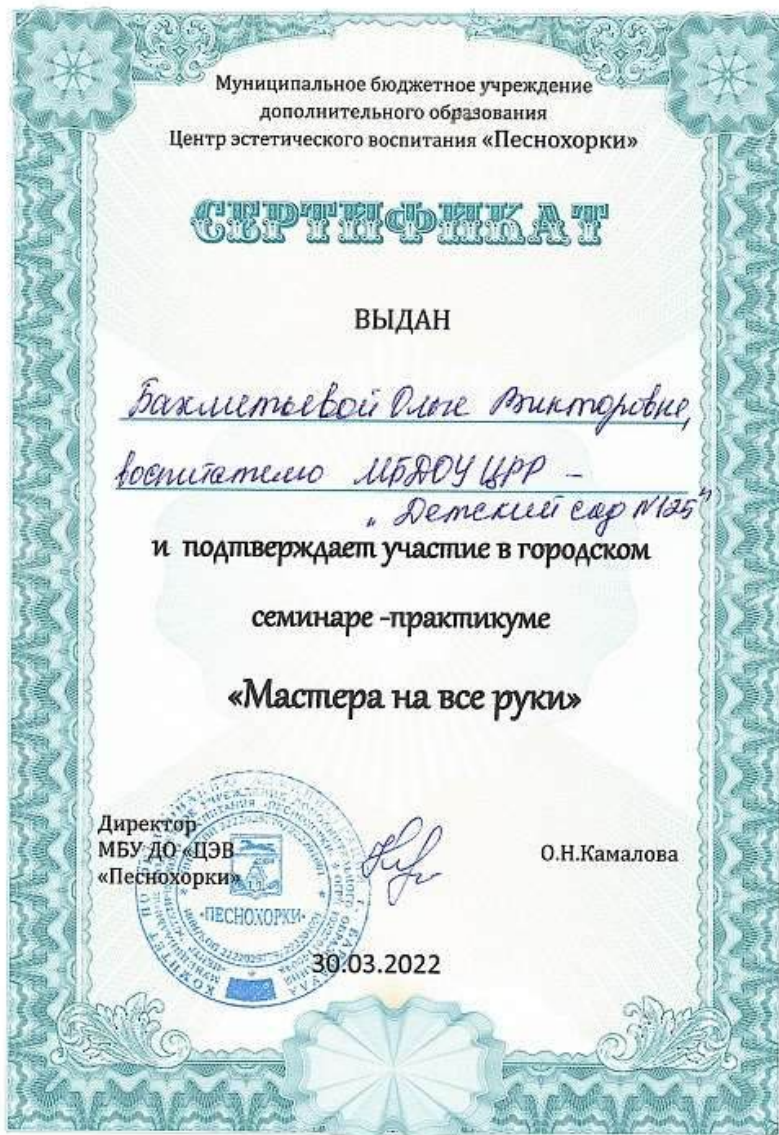 Муниципальное бюджетное учреждение
дополнительного образования
Центр эстетического воспитания «Песнохорки»
СЕРТИФИКАТ
ВЫДАН
Бахметьевой Ольге Викторовне,
воспитателю МБДОУ ЦРР –
„Детский сад №125"
и подтверждает участие в городском
семинаре -практикуме
«Мастера на все руки»
Директор
МБУ ДО «ЦЭВ
«Песнохорки»
О.Н.Камалова
«ПЕСНОХОРКИ»
30.03.2022